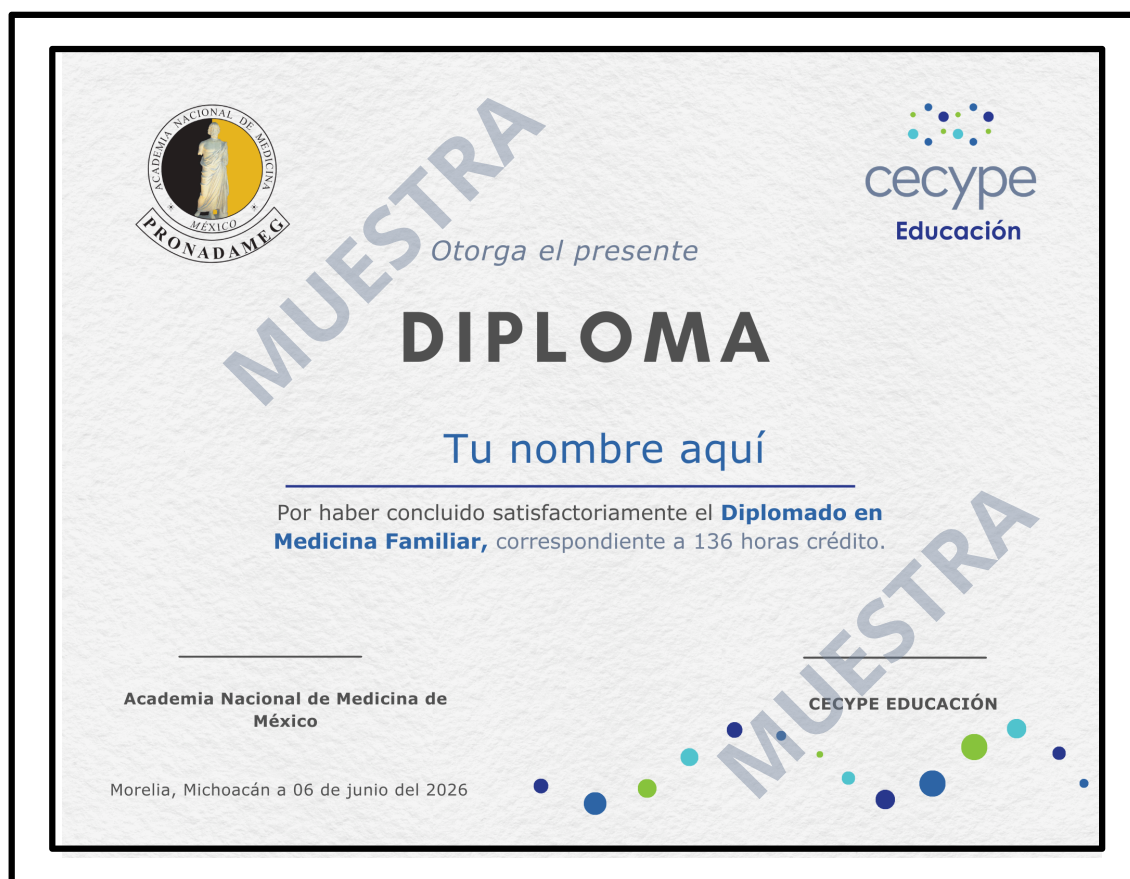 ACADEMIA NACIONAL DE MEDICINA
MÉXICO
PRONADAMEG
cecype
Educación
Otorga el presente
DIPLOMA
Tu nombre aquí
Por haber concluido satisfactoriamente el Diplomado en
Medicina Familiar, correspondiente a 136 horas crédito.
Academia Nacional de Medicina de
México
CECYPE EDUCACIÓN
Morelia, Michoacán a 06 de junio del 2026
MUESTRA
MUESTRA